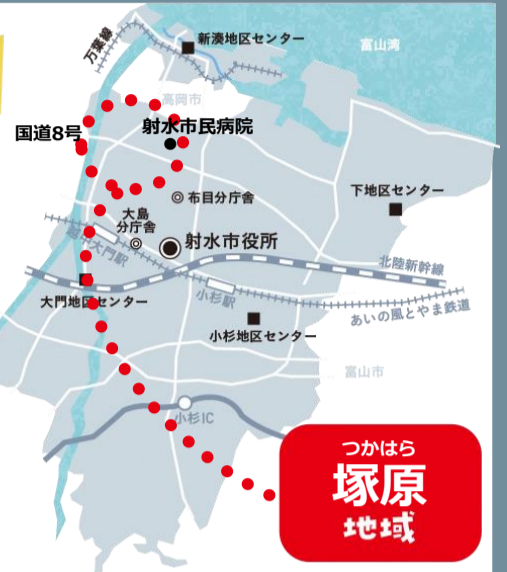 万葉線
新湊地区センター
富山湾
高岡市
国道8号
射水市民病院
下地区センター
布目分庁舎
大島
分庁舎
射水市役所
越中大門駅
北陸新幹線
大門地区センター
小杉駅
あいの風とやま鉄道
小杉地区センター
富山市
小杉IC
つかはら
塚原
地域